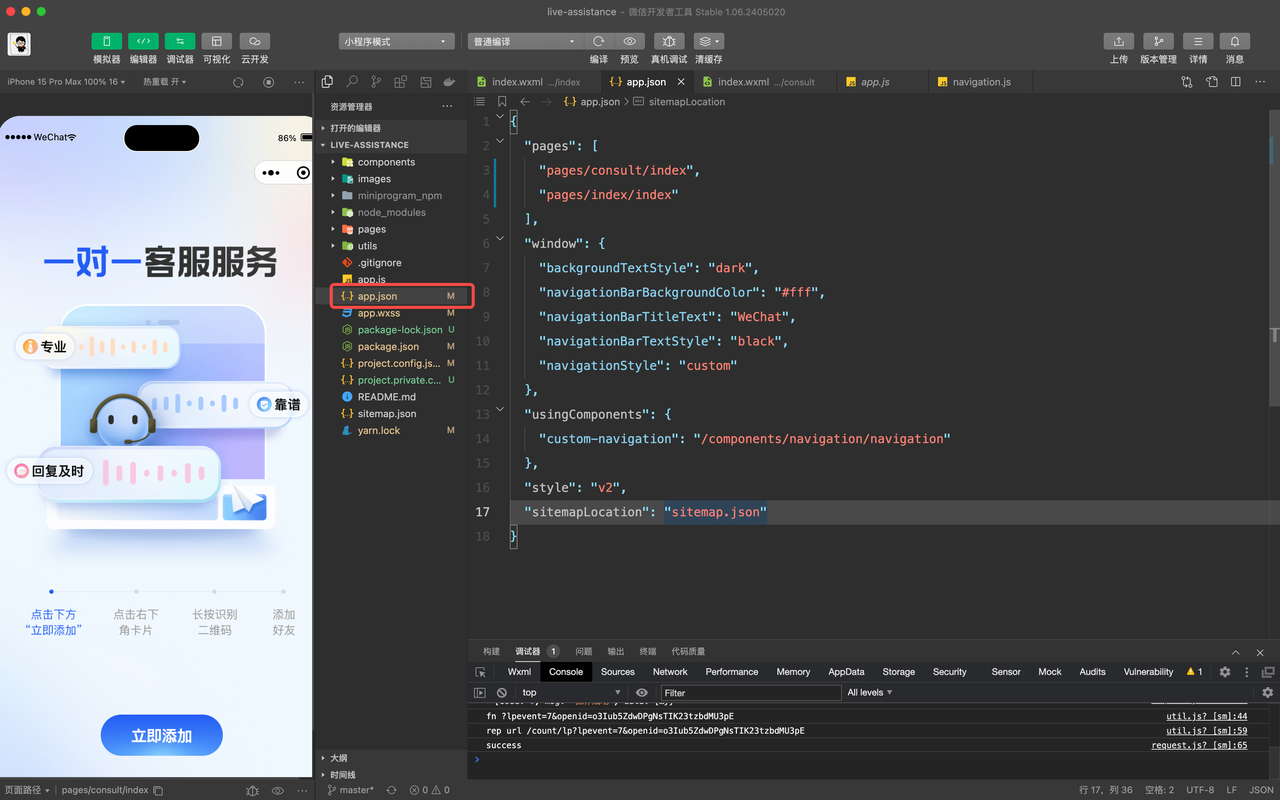 live-assistance – 微信开发者工具 Stable 1.06.2405020
模拟器 编辑器 调试器 可视化 云开发
小程序模式
普通编译
编译 预览 真机调试 清缓存
上传 版本管理 详情 消息
iPhone 15 Pro Max 100% 16
热重载 开
WeChat
86%
一对一客服服务
专业
靠谱
回复及时
点击下方
“立即添加”
点击右下
角卡片
长按识别
二维码
添加
好友
立即添加
页面路径
pages/consult/index
资源管理器
打开的编辑器
LIVE-ASSISTANCE
components
images
miniprogram_npm
node_modules
pages
utils
.gitignore
app.js
app.json M
app.wxss M
package-lock.json U
package.json M
project.config.js... M
project.private.c... U
README.md
sitemap.json
yarn.lock M
大纲
时间线
master*
0 0
index.wxml .../index
{..} app.json
index.wxml .../consult
JS app.js
JS navigation.js
{..} app.json > sitemapLocation
1 {
2 "pages": [
3 "pages/consult/index",
4 "pages/index/index"
5 ],
6 "window": {
7 "backgroundTextStyle": "dark",
8 "navigationBarBackgroundColor": "#fff",
9 "navigationBarTitleText": "WeChat",
10 "navigationBarTextStyle": "black",
11 "navigationStyle": "custom"
12 },
13 "usingComponents": {
14 "custom-navigation": "/components/navigation/navigation"
15 },
16 "style": "v2",
17 "sitemapLocation": "sitemap.json"
18 }
构建 调试器 1 问题 输出 终端 代码质量
Wxml Console Sources Network Performance Memory AppData Storage Security Sensor Mock Audits Vulnerability 1
top
Filter
All levels
fn ?lpevent=7&openid=o3Iub5ZdwDPgNsTIK23tzbdMU3pE util.js? [sm]:44
rep url /count/lp?lpevent=7&openid=o3Iub5ZdwDPgNsTIK23tzbdMU3pE util.js? [sm]:59
success request.js? [sm]:65
行 17，列 36 空格: 2 UTF-8 LF JSON